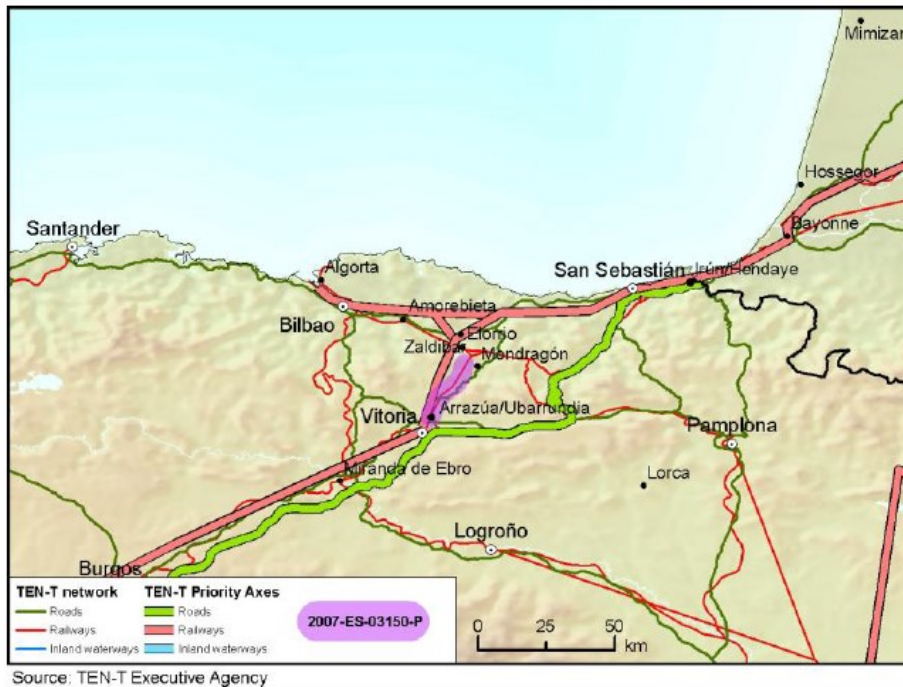 Mimizan
Hossegor
Bayonne
Santander
Algorta
San Sebastián
Irún/Hendaye
Bilbao
Amorebieta
Elorrio
Zaldibar
Mondragón
Arrazúa/Ubarrundia
Vitoria
Pamplona
Miranda de Ebro
Lorca
Logroño
Burgos
TEN-T network
Roads
Railways
Inland waterways
TEN-T Priority Axes
Roads
Railways
Inland waterways
2007-ES-03150-P
0 25 50
km
Source: TEN-T Executive Agency